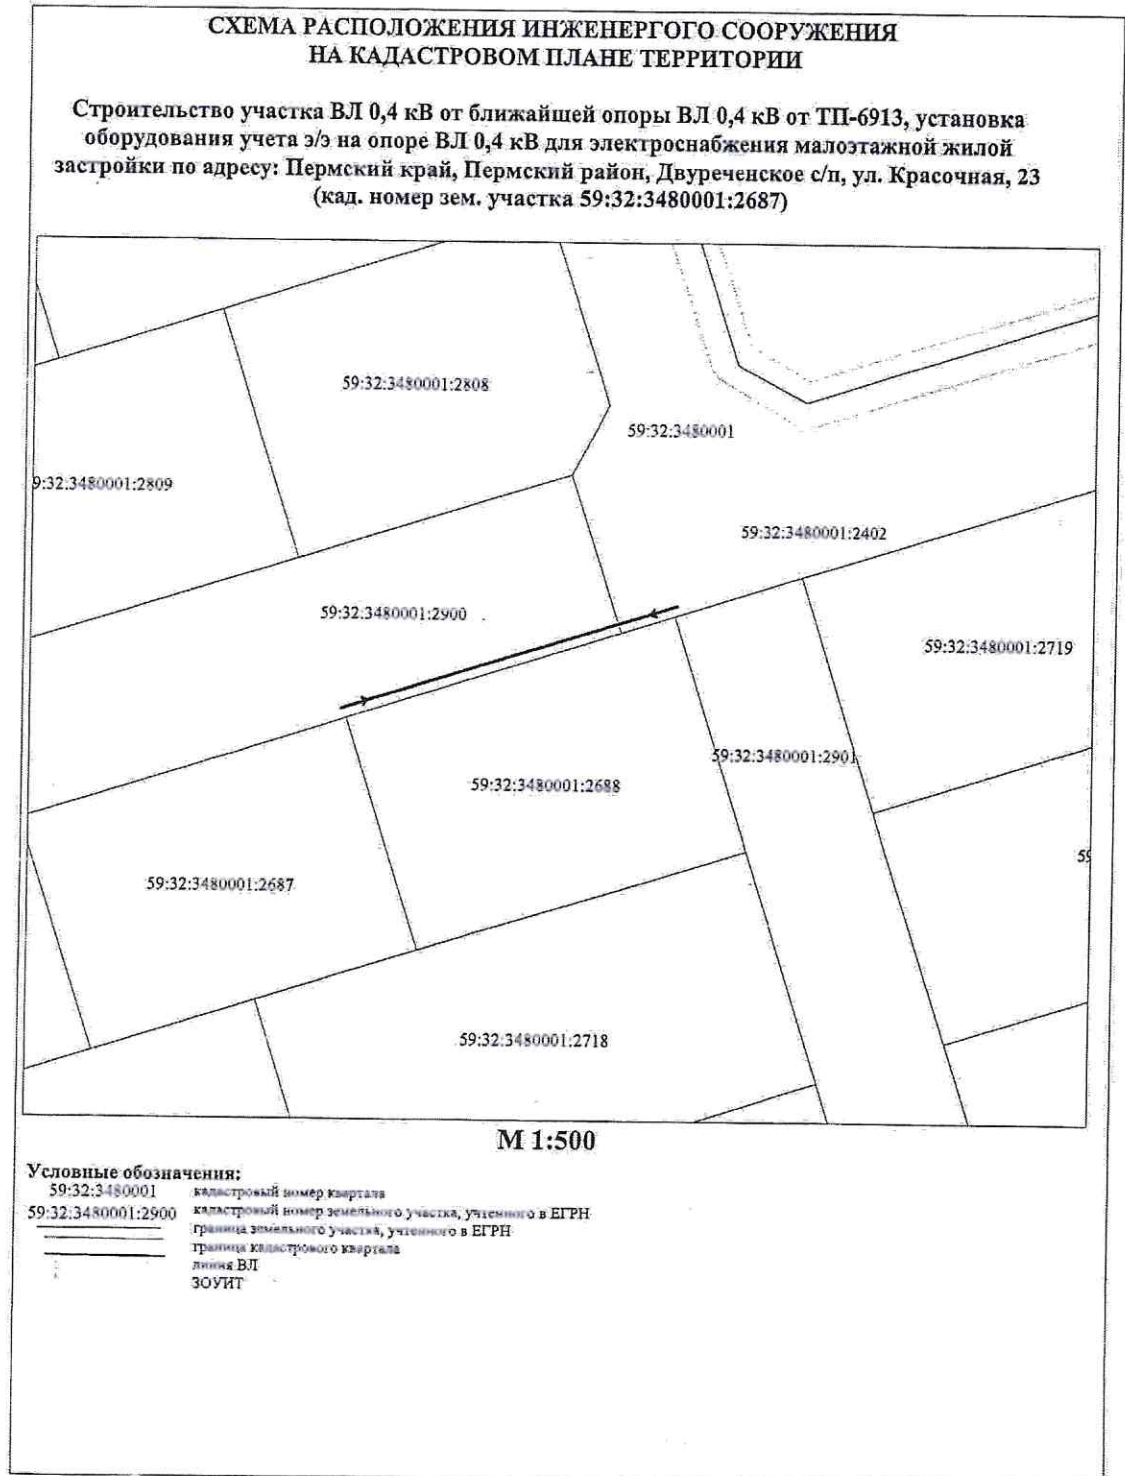 СХЕМА РАСПОЛОЖЕНИЯ ИНЖЕНЕРГОГО СООРУЖЕНИЯ
НА КАДАСТРОВОМ ПЛАНЕ ТЕРРИТОРИИ
Строительство участка ВЛ 0,4 кВ от ближайшей опоры ВЛ 0,4 кВ от ТП-6913, установка
оборудования учета э/э на опоре ВЛ 0,4 кВ для электроснабжения малоэтажной жилой
застройки по адресу: Пермский край, Пермский район, Двуреченское с/п, ул. Красочная, 23
(кад. номер зем. участка 59:32:3480001:2687)
59:32:3480001:2808
59:32:3480001
9:32:3480001:2809
59:32:3480001:2402
59:32:3480001:2900
59:32:3480001:2719
59:32:3480001:2901
59:32:3480001:2688
59
59:32:3480001:2687
59:32:3480001:2718
М 1:500
Условные обозначения:
59:32:3480001 кадастровый номер квартала
59:32:3480001:2900 кадастровый номер земельного участка, учтенного в ЕГРН
граница земельного участка, учтенного в ЕГРН
граница кадастрового квартала
линия ВЛ
ЗОУИТ